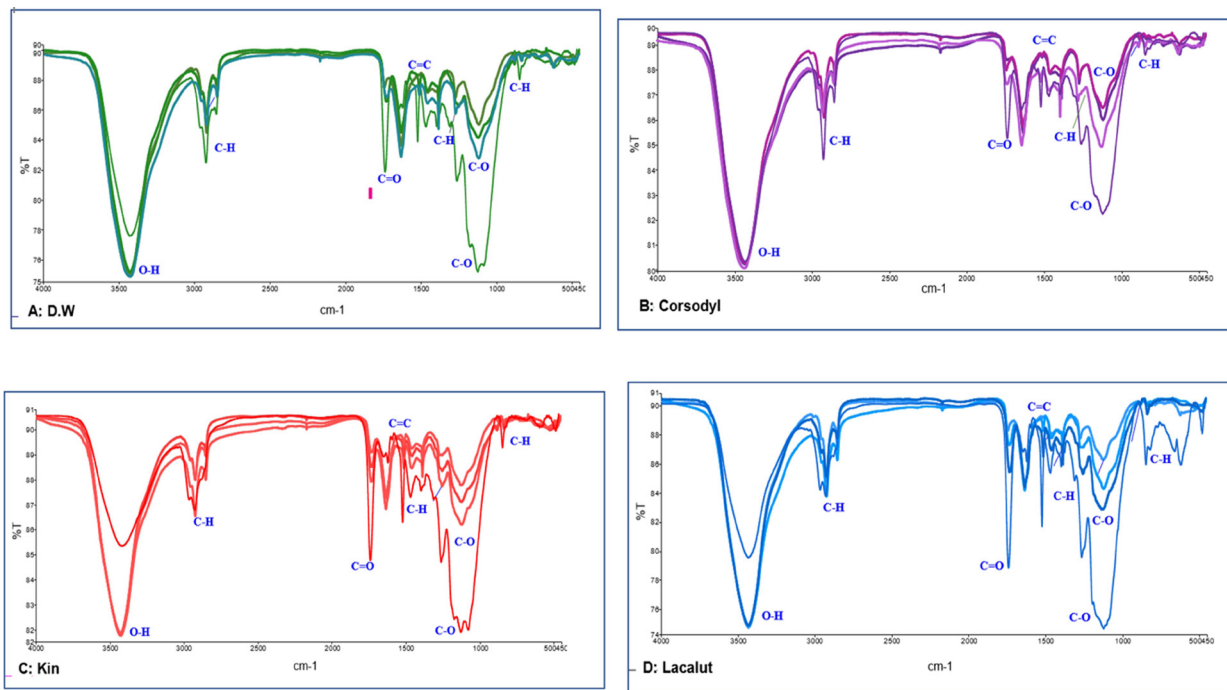 90
90
88
86
85
82
80
78
76
75
%T
C=C
C-H
C-H
C-H
C=O
C-O
O-H
C-O
4000
3500
3000
2500
2000
1500
1000
500450
cm-1
A: D.W
90
89
88
87
86
85
84
83
82
81
80
%T
C=C
C-H
C-O
C-H
C-H
C=O
C-O
O-H
4000
3500
3000
2500
2000
1500
1000
500450
cm-1
B: Corsodyl
91
90
89
88
87
86
85
84
83
82
82
%T
C=C
C-H
C-H
C-H
C-O
C=O
O-H
C-O
4000
3500
3000
2500
2000
1500
1000
500450
cm-1
C: Kin
91
90
88
86
84
82
80
78
76
74
%T
C=C
C-H
C-H
C-H
C-O
C=O
O-H
C-O
4000
3500
3000
2500
2000
1500
1000
500450
cm-1
D: Lacalut